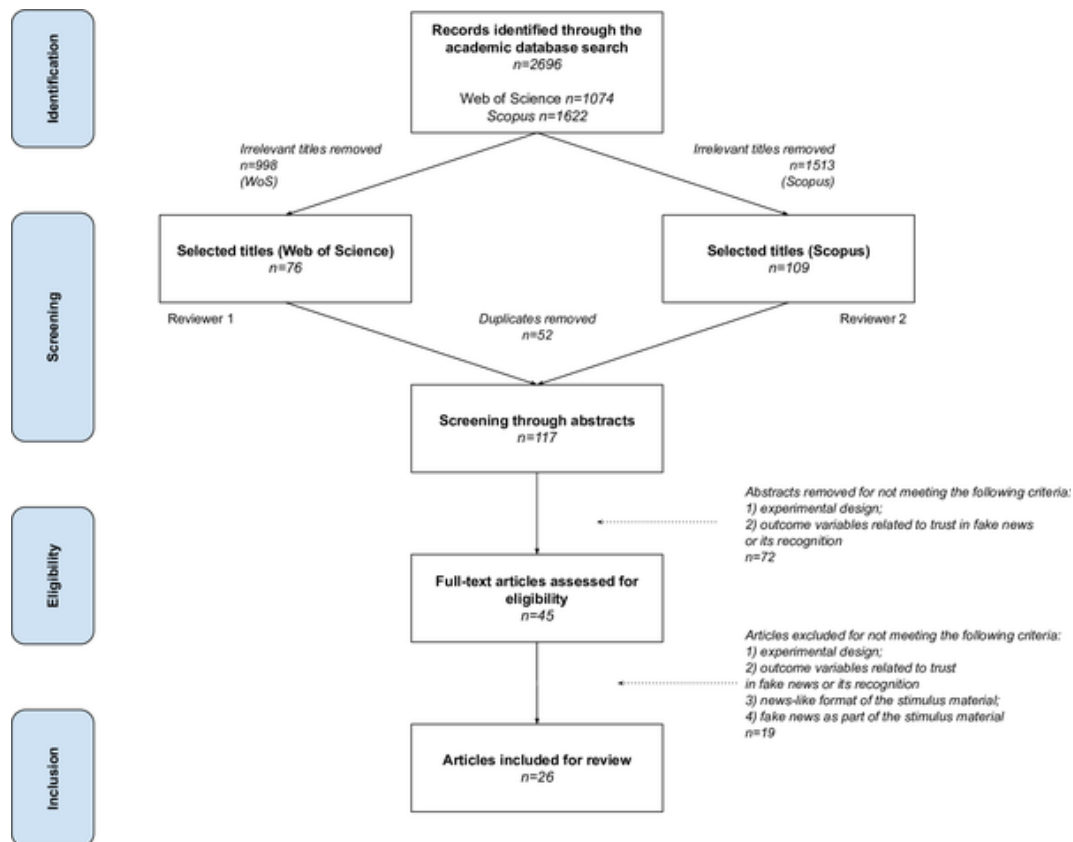 Identification
Records identified through the
academic database search
n=2696
Web of Science n=1074
Scopus n=1622
Irrelevant titles removed
n=998
(WoS)
Irrelevant titles removed
n=1513
(Scopus)
Screening
Selected titles (Web of Science)
n=76
Selected titles (Scopus)
n=109
Reviewer 1
Duplicates removed
n=52
Reviewer 2
Screening through abstracts
n=117
Abstracts removed for not meeting the following criteria:
1) experimental design;
2) outcome variables related to trust in fake news
or its recognition
n=72
Eligibility
Full-text articles assessed for
eligibility
n=45
Articles excluded for not meeting the following criteria:
1) experimental design;
2) outcome variables related to trust
in fake news or its recognition
3) news-like format of the stimulus material;
4) fake news as part of the stimulus material
n=19
Inclusion
Articles included for review
n=26